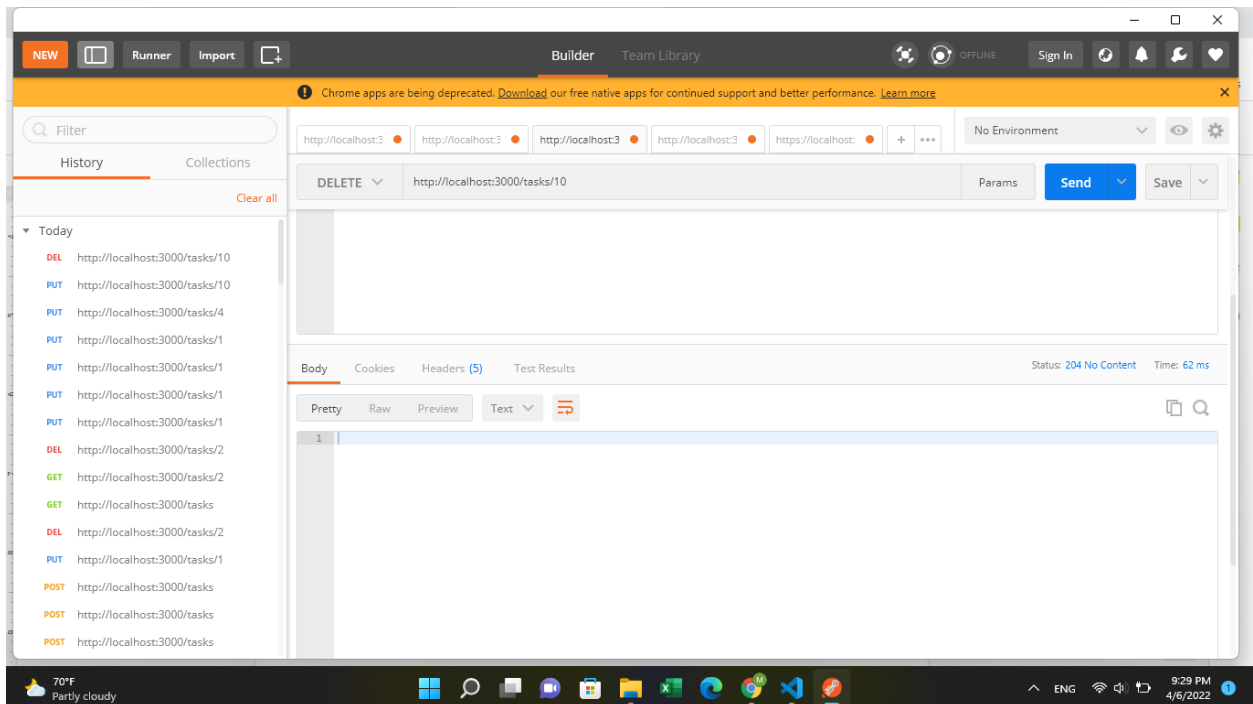 NEW Runner Import Builder Team Library OFFLINE Sign In
Chrome apps are being deprecated. Download our free native apps for continued support and better performance. Learn more
Filter
History Collections
Clear all
Today
DEL http://localhost:3000/tasks/10
PUT http://localhost:3000/tasks/10
PUT http://localhost:3000/tasks/4
PUT http://localhost:3000/tasks/1
PUT http://localhost:3000/tasks/1
PUT http://localhost:3000/tasks/1
PUT http://localhost:3000/tasks/1
DEL http://localhost:3000/tasks/2
GET http://localhost:3000/tasks/2
GET http://localhost:3000/tasks
DEL http://localhost:3000/tasks/2
PUT http://localhost:3000/tasks/1
POST http://localhost:3000/tasks
POST http://localhost:3000/tasks
POST http://localhost:3000/tasks
http://localhost:3 http://localhost:3 http://localhost:3 http://localhost:3 https://localhost: + No Environment
DELETE http://localhost:3000/tasks/10 Params Send Save
Body Cookies Headers (5) Test Results Status: 204 No Content Time: 62 ms
Pretty Raw Preview Text
1
70°F
Partly cloudy
ENG
9:29 PM
4/6/2022
1